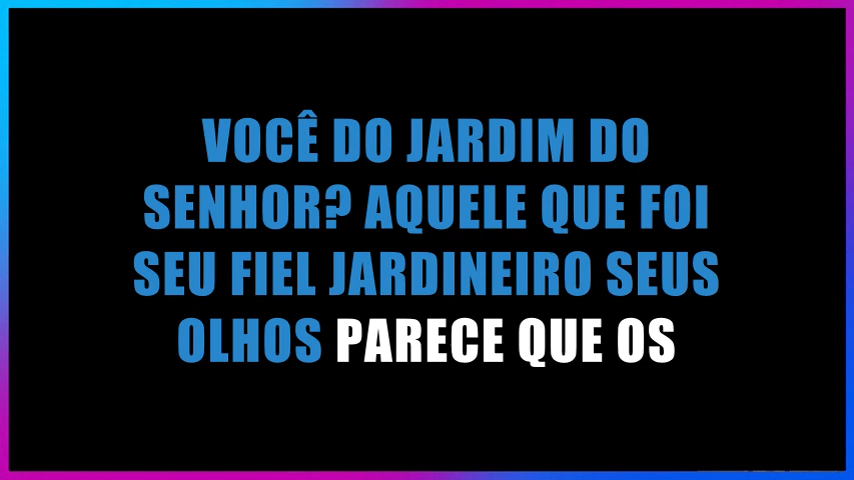 VOCÊ DO JARDIM DO
SENHOR? AQUELE QUE FOI
SEU FIEL JARDINEIRO SEUS
OLHOS PARECE QUE OS